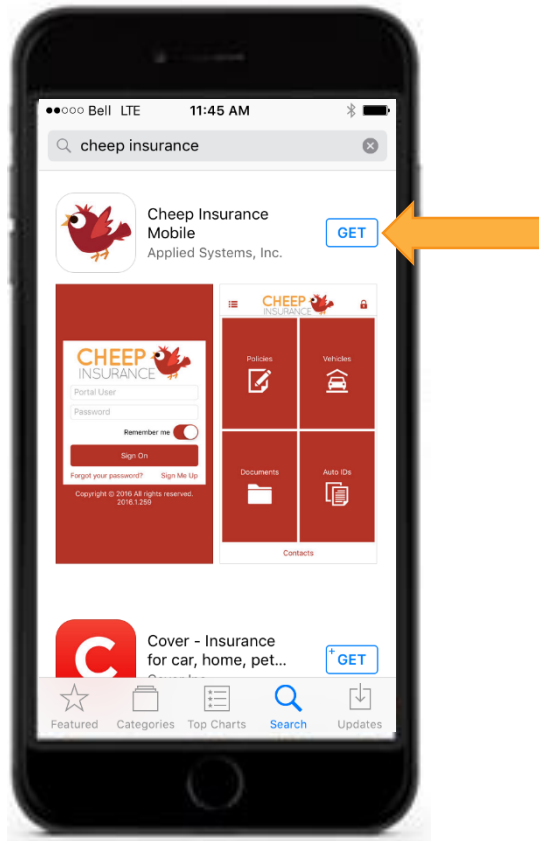 Bell LTE 11:45 AM
cheep insurance
Cheep Insurance
Mobile
Applied Systems, Inc.
GET
CHEEP
INSURANCE
Portal User
Password
Remember me
Sign On
Forgot your password? Sign Me Up
Copyright © 2016 All rights reserved.
2016.1.259
CHEEP
INSURANCE
Policies Vehicles
Documents Auto IDs
Contacts
C
Cover - Insurance
for car, home, pet...
+GET
Featured Categories Top Charts Search Updates